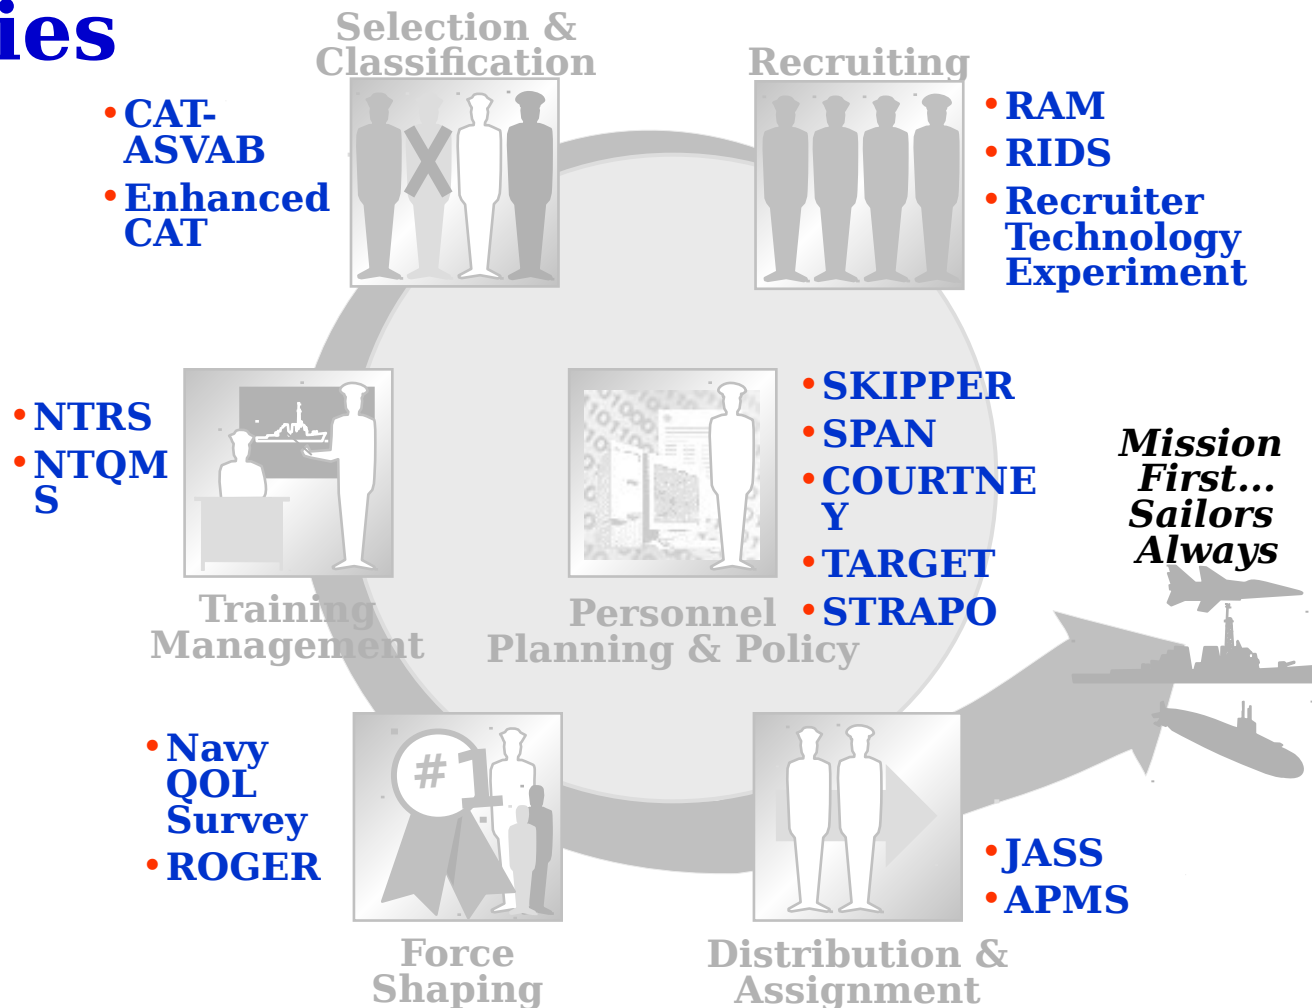 ies
Selection &
Classification
• CAT-
ASVAB
• Enhanced
CAT
Recruiting
• RAM
• RIDS
• Recruiter
Technology
Experiment
• NTRS
• NTQM
S
Training
Management
• SKIPPER
• SPAN
• COURTNE
Y
• TARGET
• STRAPO
Personnel
Planning & Policy
Mission
First...
Sailors
Always
• Navy
QOL
Survey
• ROGER
#1
Force
Shaping
• JASS
• APMS
Distribution &
Assignment